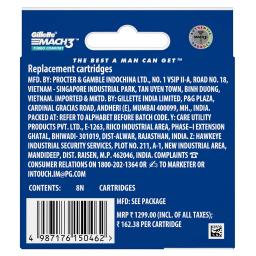 Gillette
MACH3
TURBO COMFORT
THE BEST A MAN CAN GET™
Replacement cartridges
MFD. BY: PROCTER & GAMBLE INDOCHINA LTD., NO. 1 VSIP II-A, ROAD NO. 18,
VIETNAM - SINGAPORE INDUSTRIAL PARK, TAN UYEN TOWN, BINH DUONG,
VIETNAM. IMPORTED & MKTD. BY: GILLETTE INDIA LIMITED, P&G PLAZA,
CARDINAL GRACIAS ROAD, ANDHERI (E), MUMBAI 400099, MH., INDIA.
PACKED AT: REFER TO ALPHABET BEFORE BATCH CODE. Y: CARE UTILITY
PRODUCTS PVT. LTD., E-1263, RIICO INDUSTRIAL AREA, PHASE-I EXTENSION
GHATAL, BHIWADI - 301019, DIST-ALWAR, RAJASTHAN, INDIA. Z: HAWKEYE
INDUSTRIAL SECURITY SERVICES, PLOT NO. 211, A-1, NEW INDUSTRIAL AREA,
MANDIDEEP, DIST. RAISEN, M.P. 462046, INDIA. COMPLAINTS
CONSUMER RELATIONS ON 1800-202-1364 OR TO MARKETER OR
INTOUCH.IM@PG.COM
CONTENTS: 8N CARTRIDGES
MFD: SEE PACKAGE
MRP ₹ 1299.00 (INCL. OF ALL TAXES);
₹ 162.38 PER CARTRIDGE
4 987176 150462 >